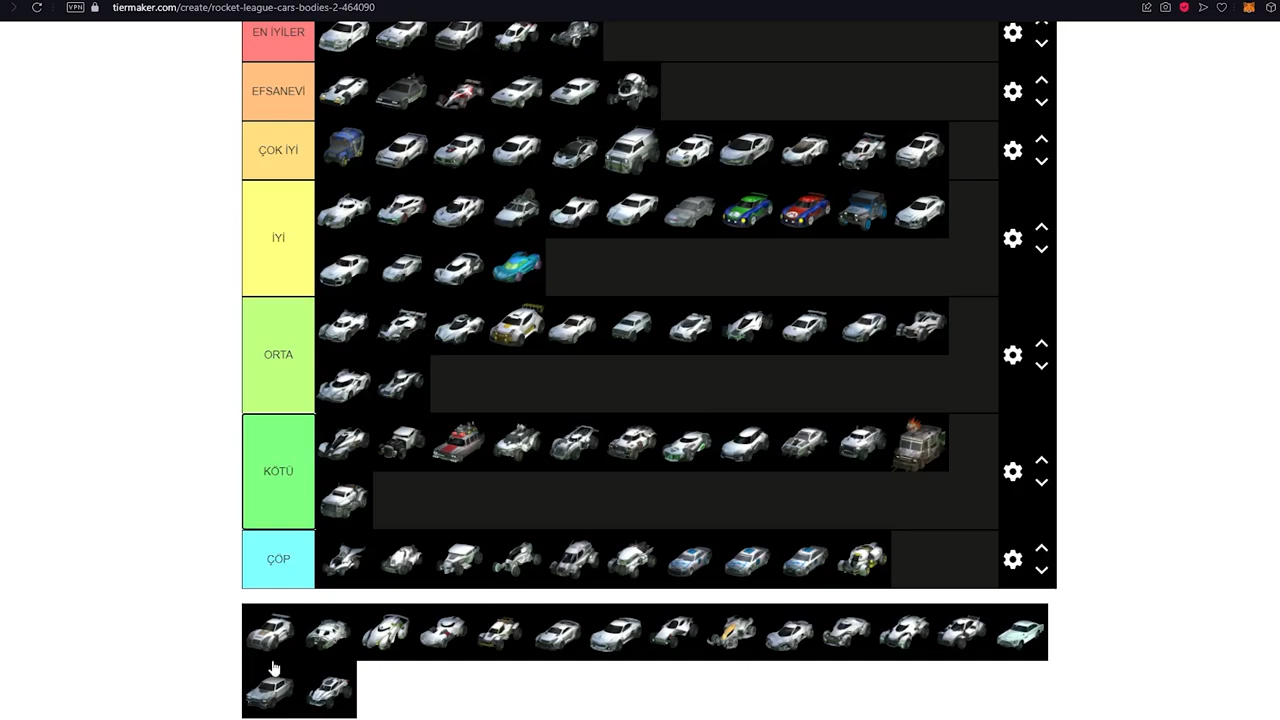 VPN
tiermaker.com/create/rocket-league-cars-bodies-2-464090
EN İYİLER
EFSANEVİ
ÇOK İYİ
İYİ
ORTA
KÖTÜ
ÇÖP